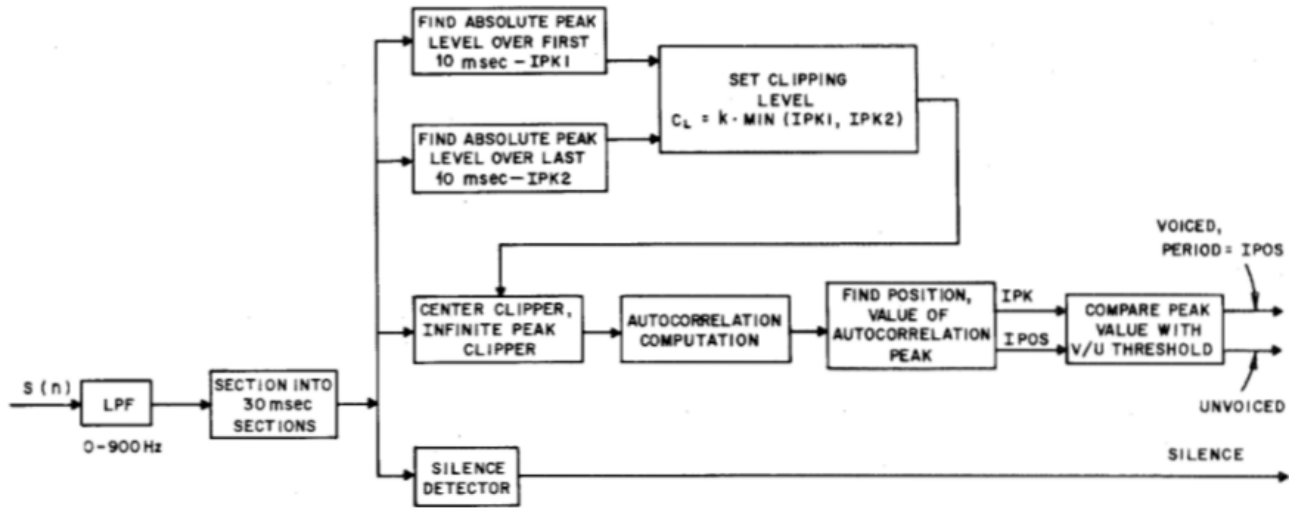 FIND ABSOLUTE PEAK
LEVEL OVER FIRST
10 msec - IPK1
SET CLIPPING
LEVEL
C_L = k · MIN (IPK1, IPK2)
FIND ABSOLUTE PEAK
LEVEL OVER LAST
10 msec - IPK2
VOICED,
PERIOD = IPOS
CENTER CLIPPER,
INFINITE PEAK
CLIPPER
AUTOCORRELATION
COMPUTATION
FIND POSITION,
VALUE OF
AUTOCORRELATION
PEAK
IPK
IPOS
COMPARE PEAK
VALUE WITH
V/U THRESHOLD
UNVOICED
S(n)
LPF
0-900 Hz
SECTION INTO
30 msec
SECTIONS
SILENCE
DETECTOR
SILENCE